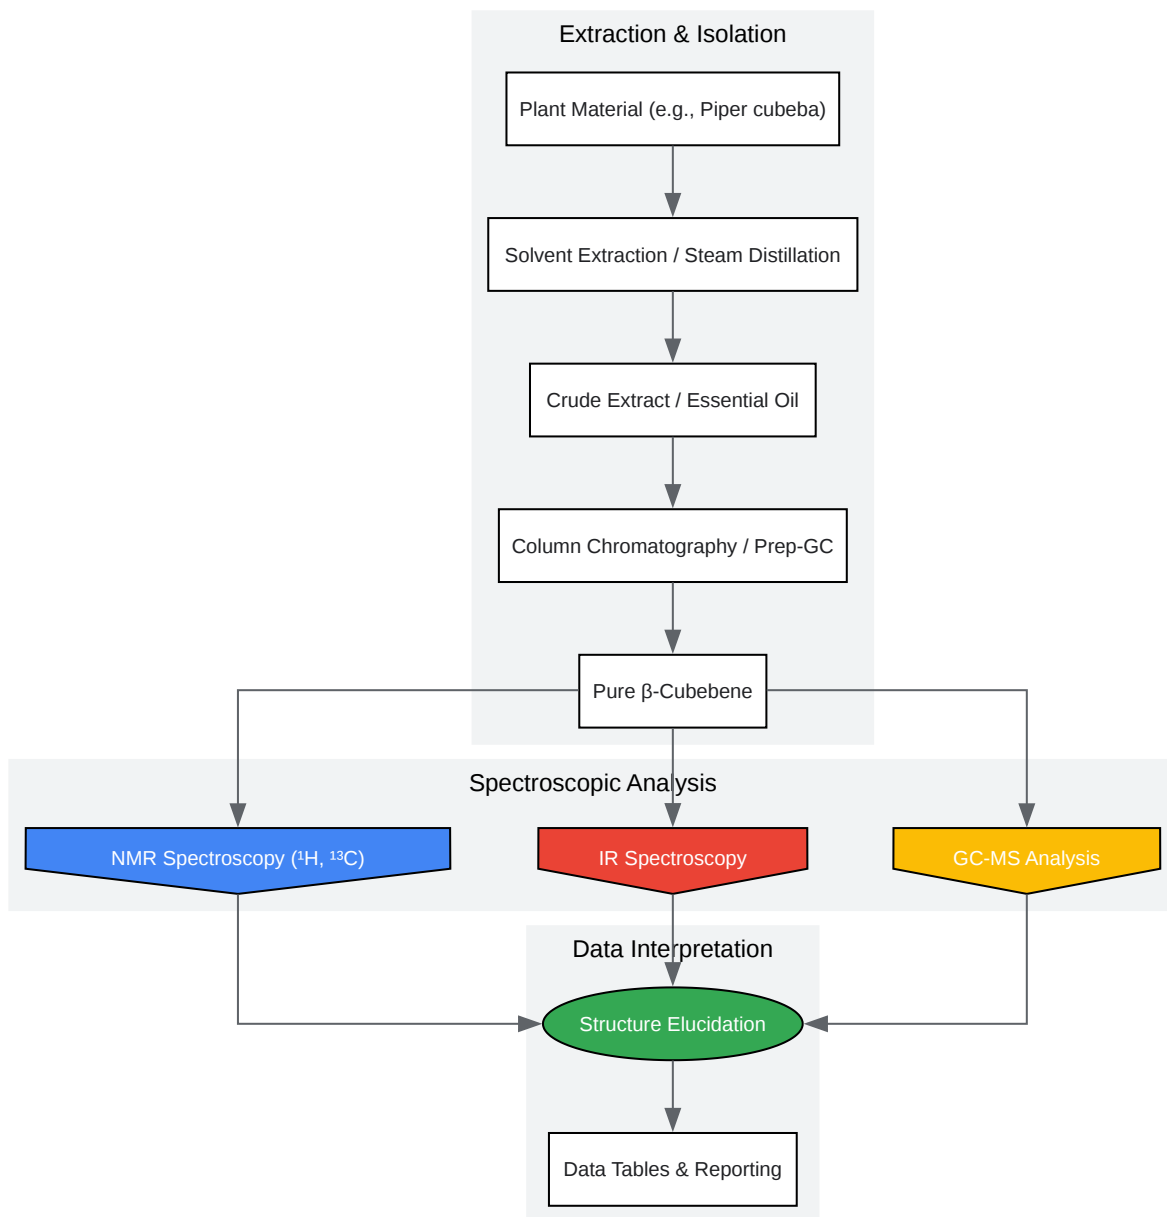 Extraction & Isolation
Plant Material (e.g., Piper cubeba)
Solvent Extraction / Steam Distillation
Crude Extract / Essential Oil
Column Chromatography / Prep-GC
Pure β-Cubebene
Spectroscopic Analysis
NMR Spectroscopy (¹H, ¹³C)
IR Spectroscopy
GC-MS Analysis
Data Interpretation
Structure Elucidation
Data Tables & Reporting